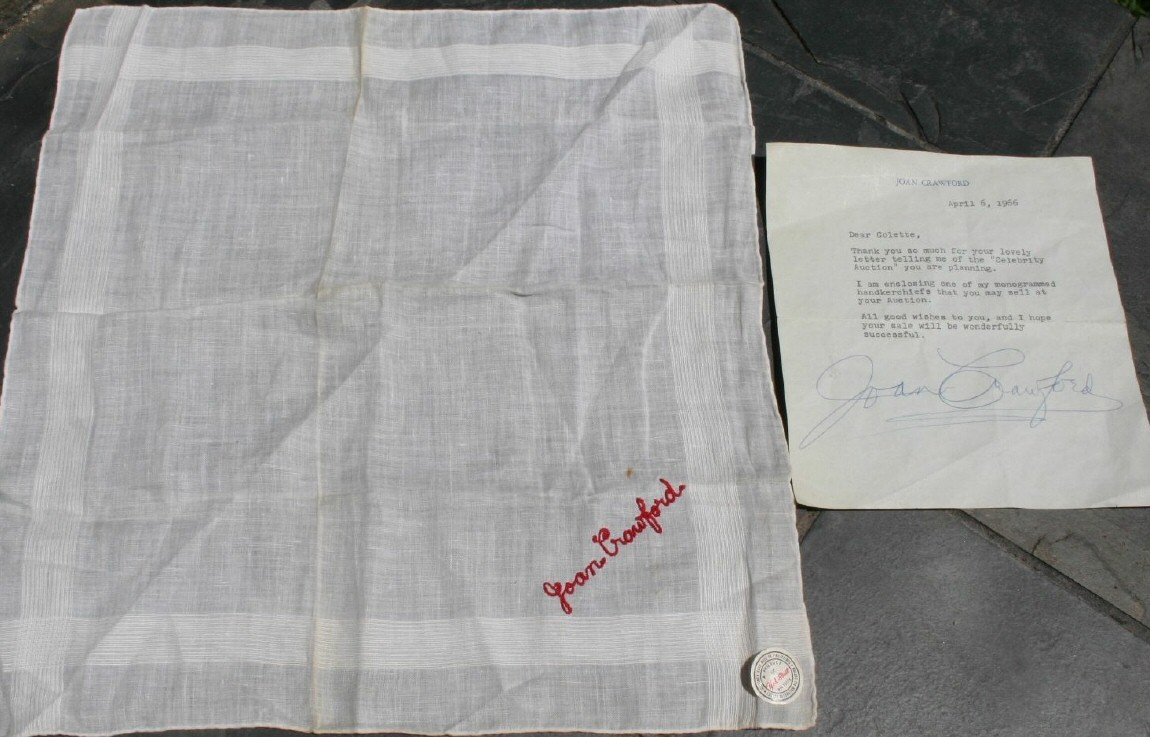 Joan Crawford
JOAN CRAWFORD
April 6, 1966
Dear Colette,
Thank you so much for your lovely
letter telling me of the "Celebrity
Auction" you are planning.
I am enclosing one of my monogrammed
handkerchiefs that you may sell at
your Auction.
All good wishes to you, and I hope
your sale will be wonderfully
successful.
Joan Crawford